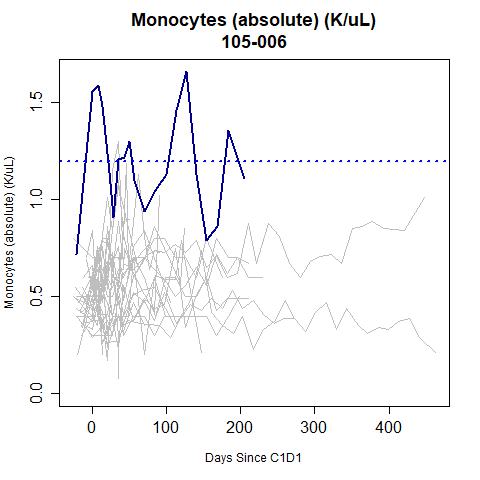 Monocytes (absolute) (K/uL)
105-006
Monocytes (absolute) (K/uL)
1.5
1.0
0.5
0.0
0 100 200 300 400
Days Since C1D1